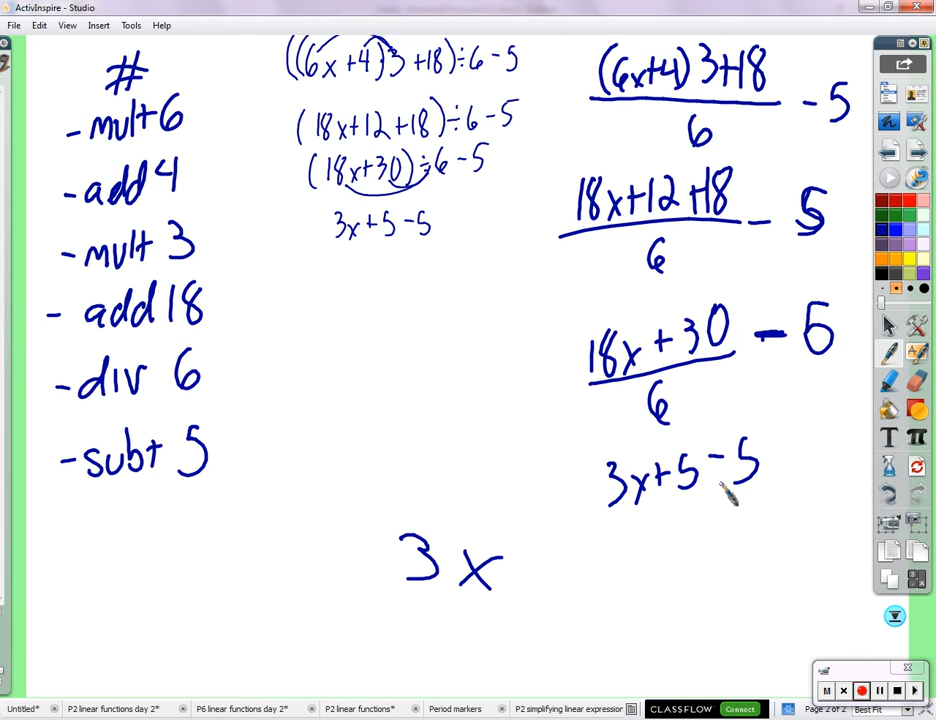 ActivInspire - Studio
File Edit View Insert Tools Help
#
- mult 6
- add 4
- mult 3
- add 18
- div 6
- subt 5
((6x +4)3 +18) ÷6 -5
(18x+12 +18) ÷6 -5
(18x+30) ÷6 -5
3x+5 -5
(6x+4) 3+18
6
- 5
18x+12 +18
6
- 5
18x + 30
6
- 5
3x+5 -5
3x
M
Untitled* P2 linear functions day 2* P6 linear functions day 2* P2 linear functions* Period markers P2 simplifying linear expression CLASSFLOW Connect Page 2 of 2 Best Fit